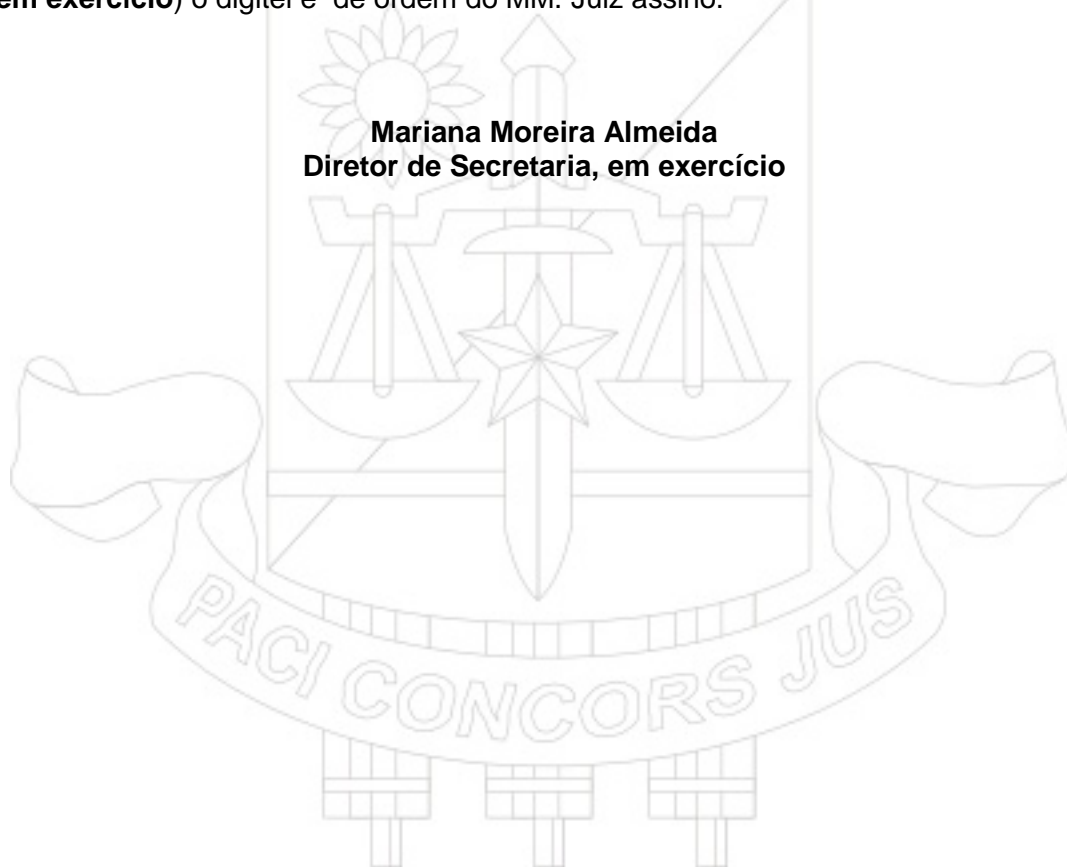 em exercício) o digitei e de ordem do MM. Juiz assino.
Mariana Moreira Almeida
Diretor de Secretaria, em exercício
PACI CONCORS JUS